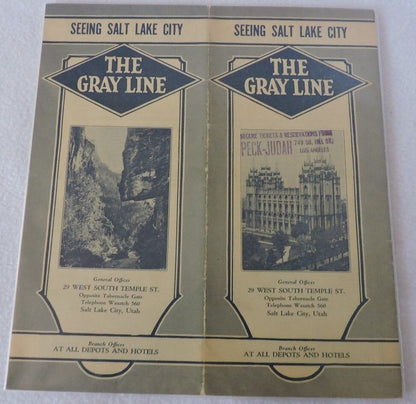 SEEING SALT LAKE CITY
THE
GRAY LINE
General Offices
29 WEST SOUTH TEMPLE ST.
Opposite Tabernacle Gate
Telephone Wasatch 560
Salt Lake City, Utah
Branch Offices
AT ALL DEPOTS AND HOTELS
SEEING SALT LAKE CITY
THE
GRAY LINE
TICKETS & RESERVATIONS FROM
PECK-JUDAH
LOS ANGELES
General Offices
29 WEST SOUTH TEMPLE ST.
Opposite Tabernacle Gate
Telephone Wasatch 560
Salt Lake City, Utah
Branch Offices
AT ALL DEPOTS AND HOTELS